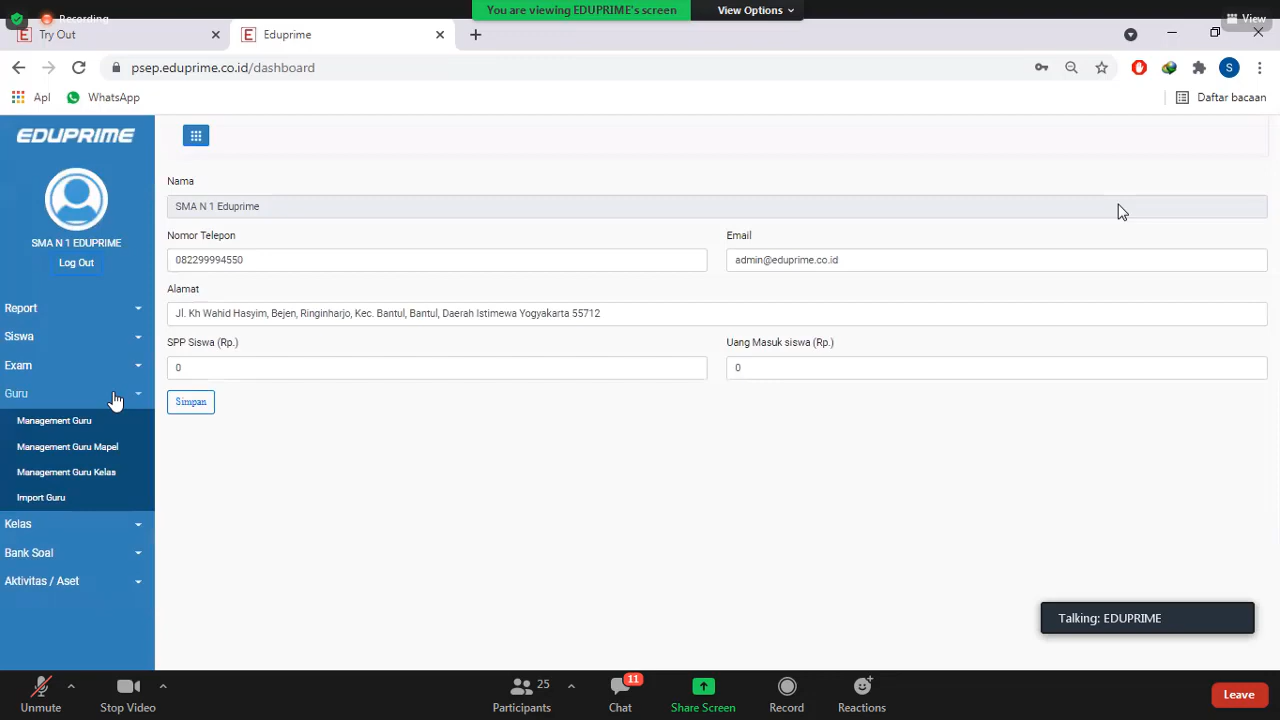 Recording
You are viewing EDUPRIME's screen
View Options
View
Try Out
Eduprime
psep.eduprime.co.id/dashboard
S
Apl
WhatsApp
Daftar bacaan
EDUPRIME
SMA N 1 EDUPRIME
Log Out
Report
Siswa
Exam
Guru
Management Guru
Management Guru Mapel
Management Guru Kelas
Import Guru
Kelas
Bank Soal
Aktivitas / Aset
Nama
SMA N 1 Eduprime
Nomor Telepon
Email
082299994550
admin@eduprime.co.id
Alamat
Jl. Kh Wahid Hasyim, Bejen, Ringinharjo, Kec. Bantul, Bantul, Daerah Istimewa Yogyakarta 55712
SPP Siswa (Rp.)
Uang Masuk siswa (Rp.)
0
0
Simpan
Talking: EDUPRIME
Unmute
Stop Video
25
Participants
11
Chat
Share Screen
Record
Reactions
Leave